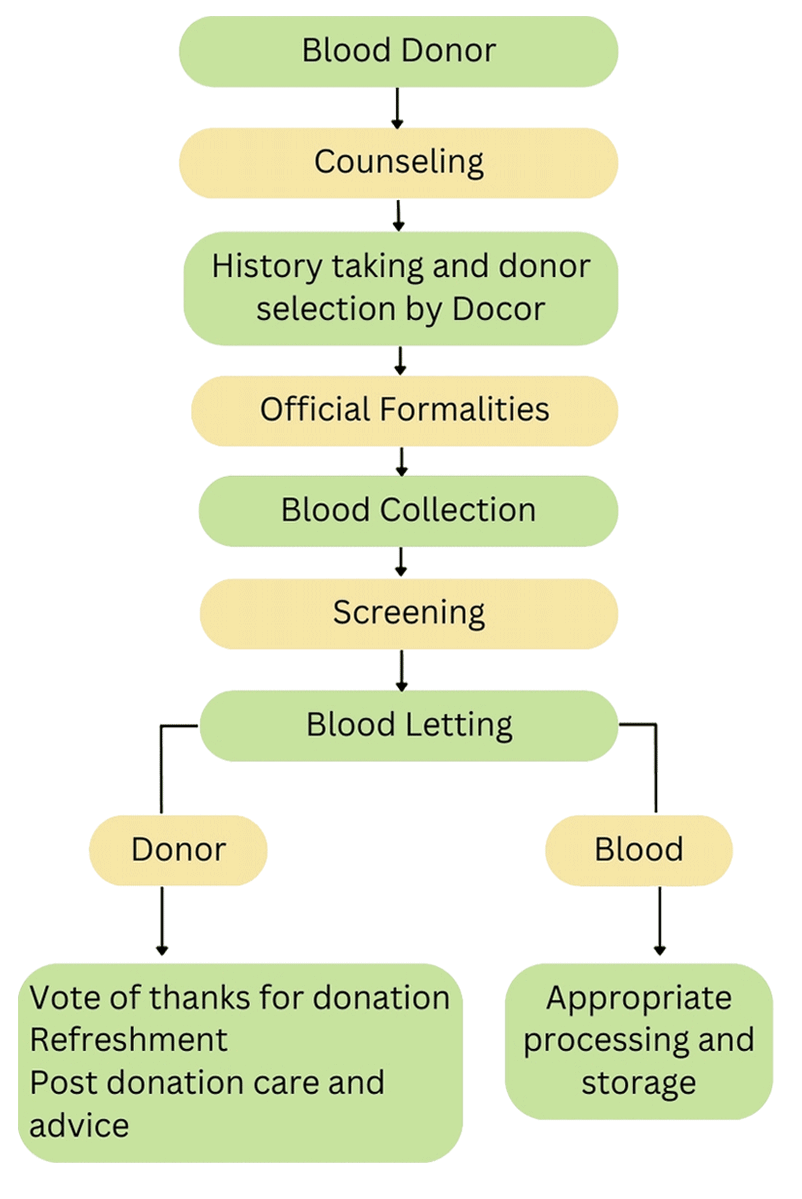 Blood Donor
Counseling
History taking and donor
selection by Docor
Official Formalities
Blood Collection
Screening
Blood Letting
Donor
Blood
Vote of thanks for donation
Refreshment
Post donation care and
advice
Appropriate
processing and
storage